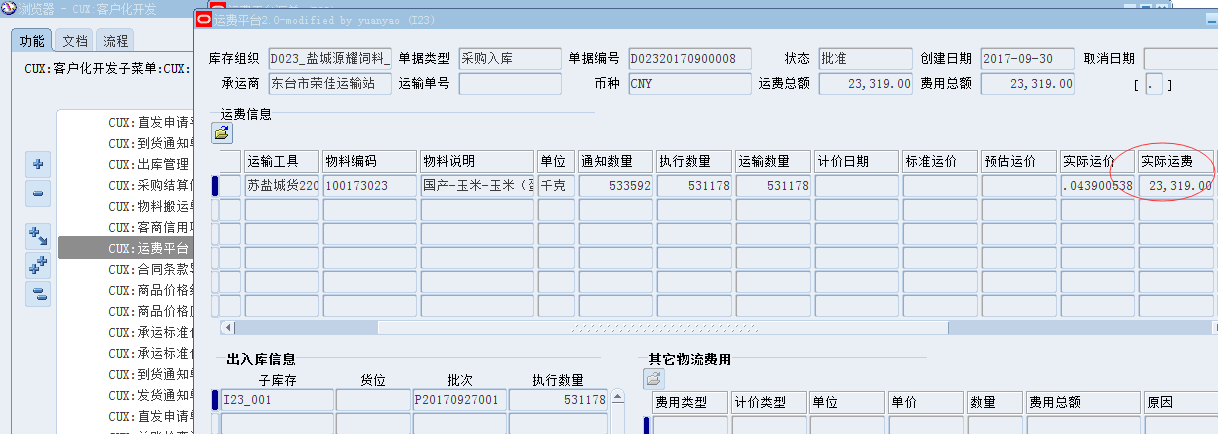 浏览器 - CUX:客户化开发
运费平台2.0-modified by yuanyao (I23)
功能 文档 流程
CUX:客户化开发子菜单:CUX:
CUX:直发申请
CUX:到货通知
CUX:出库管理
CUX:采购结算
CUX:物料搬运
CUX:客商信用
CUX:运费平台
CUX:合同条款
CUX:商品价格
CUX:商品价格
CUX:承运标准
CUX:承运标准
CUX:到货通知
CUX:发货通知
CUX:直发申请
库存组织 D023_盐城源耀饲料_ 单据类型 采购入库 单据编号 D02320170900008 状态 批准 创建日期 2017-09-30 取消日期
承运商 东台市荣佳运输站 运输单号 币种 CNY 运费总额 23,319.00 费用总额 23,319.00 [ . ]
运费信息
运输工具 物料编码 物料说明 单位 通知数量 执行数量 运输数量 计价日期 标准运价 预估运价 实际运价 实际运费
苏盐城货220 100173023 国产-玉米-玉米（ 千克 533592 531178 531178 .043900538 23,319.00
出入库信息
子库存 货位 批次 执行数量
I23_001 P20170927001 531178
其它物流费用
费用类型 计价类型 单位 单价 数量 费用总额 原因